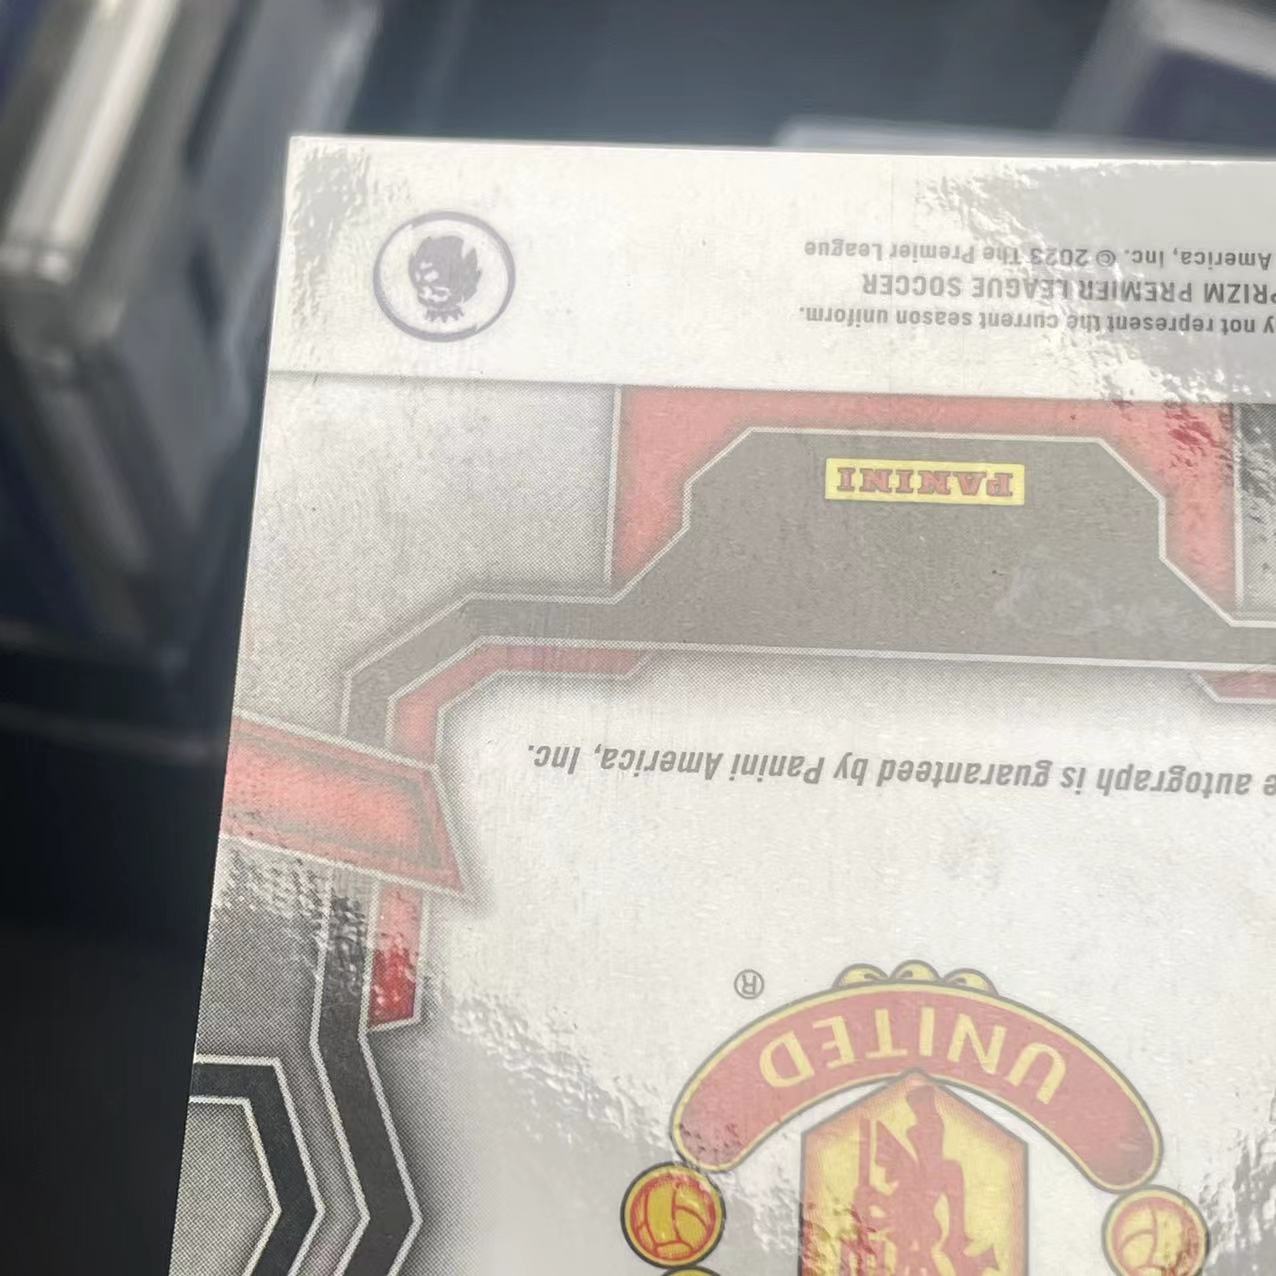 UNITED
®
e autograph is guaranteed by Panini America, Inc.
PANINI
y not represent the current season uniform.
PRIZM PREMIER LEAGUE SOCCER
America, Inc. © 2023 The Premier League